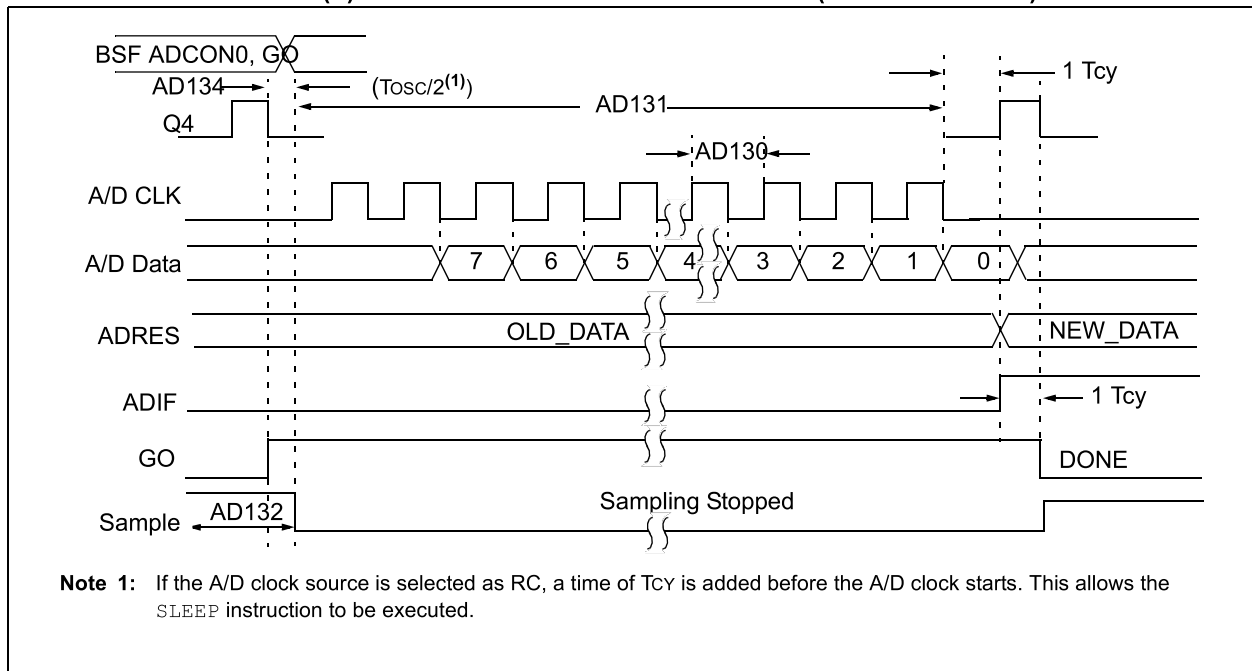 BSF ADCON0, GO
AD134 (TOSC/2(1)) AD131 1 Tcy
Q4
AD130
A/D CLK
A/D Data 7 6 5 4 3 2 1 0
ADRES OLD_DATA NEW_DATA
ADIF 1 Tcy
GO DONE
Sample AD132 Sampling Stopped
Note 1: If the A/D clock source is selected as RC, a time of TCY is added before the A/D clock starts. This allows the
SLEEP instruction to be executed.